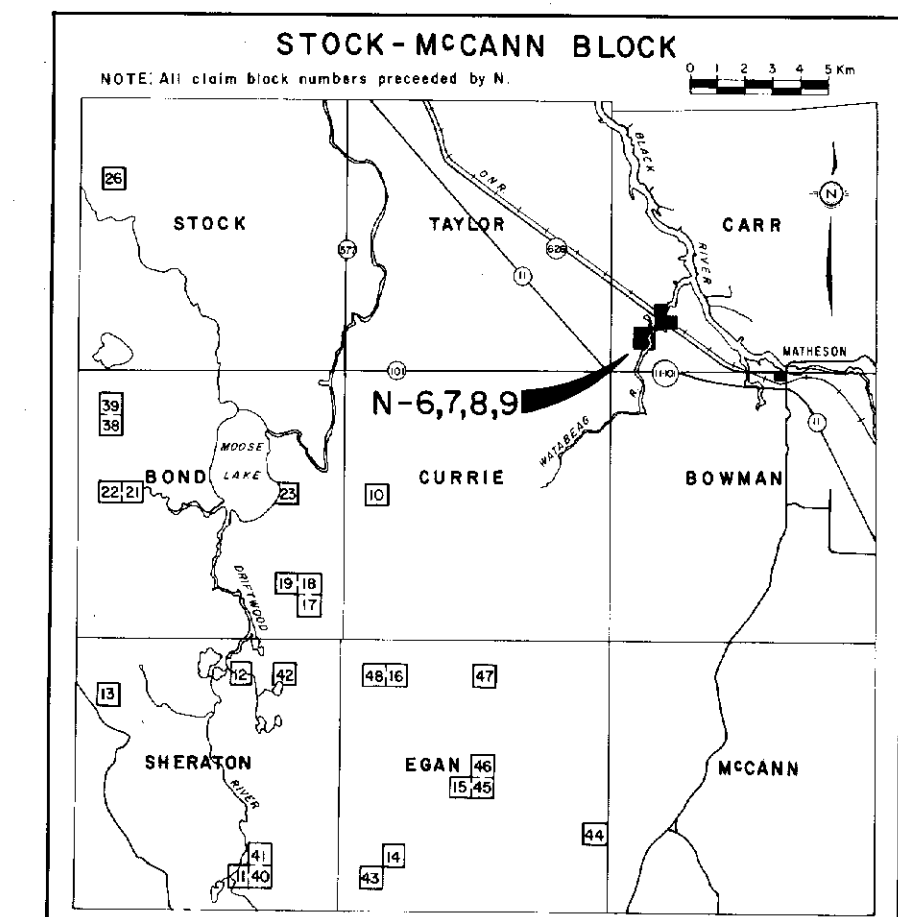 STOCK-McCANN BLOCK
NOTE: All claim block numbers preceeded by N.
0 1 2 3 4 5 Km
26
STOCK
TAYLOR
CARR
BLACK
RIVER
O.N.R.
N
577
626
11
MATHESON
101
11-101
N-6,7,8,9
WATABEAG R.
11
39
38
MOOSE
LAKE
BOND
CURRIE
BOWMAN
22 21
23
10
19 18
17
DRIFTWOOD
12
42
48 16
47
13
SHERATON
EGAN
McCANN
46
15 45
RIVER
44
41
11 40
14
43